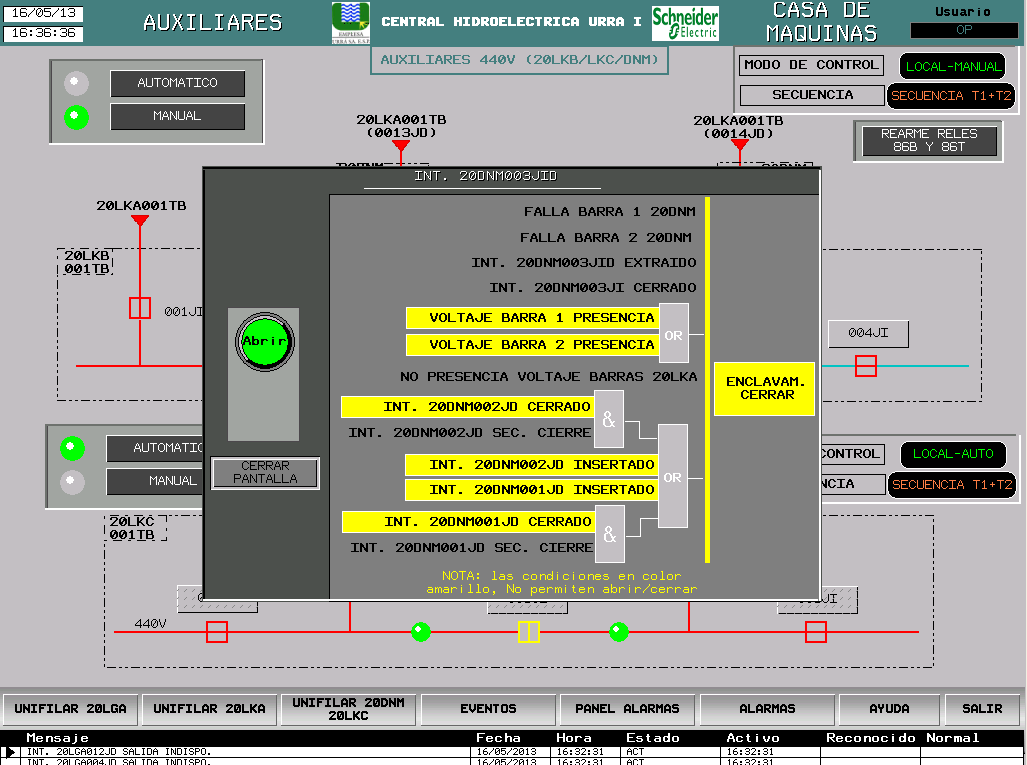 16/05/13
16:36:36
AUXILIARES
EMPRESA
URRA S.A. E.S.P
CENTRAL HIDROELECTRICA URRA I
Schneider
Electric
CASA DE
MAQUINAS
Usuario
OP
AUXILIARES 440V (20LKB/LKC/DNM)
MODO DE CONTROL
LOCAL-MANUAL
SECUENCIA
SECUENCIA T1+T2
AUTOMATICO
MANUAL
20LKA001TB
(0013JD)
20LKA001TB
(0014JD)
REARME RELES
86B Y 86T
20LKA001TB
20LKB
001TB
001JI
004JI
INT. 20DNM003JID
FALLA BARRA 1 20DNM
FALLA BARRA 2 20DNM
INT. 20DNM003JID EXTRAIDO
INT. 20DNM003JI CERRADO
VOLTAJE BARRA 1 PRESENCIA
VOLTAJE BARRA 2 PRESENCIA
OR
Abrir
NO PRESENCIA VOLTAJE BARRAS 20LKA
ENCLAVAM.
CERRAR
INT. 20DNM002JD CERRADO
&
INT. 20DNM002JD SEC. CIERRE
INT. 20DNM002JD INSERTADO
OR
INT. 20DNM001JD INSERTADO
CERRAR
PANTALLA
INT. 20DNM001JD CERRADO
&
INT. 20DNM001JD SEC. CIERRE
NOTA: las condiciones en color
amarillo, No permiten abrir/cerrar
AUTOMATIC
MANUAL
CONTROL
LOCAL-AUTO
NCIA
SECUENCIA T1+T2
20LKC
001TB
440V
UNIFILAR 20LGA
UNIFILAR 20LKA
UNIFILAR 20DNM
20LKC
EVENTOS
PANEL ALARMAS
ALARMAS
AYUDA
SALIR
Mensaje Fecha Hora Estado Activo Reconocido Normal
INT. 20LGA012JD SALIDA INDISPO. 16/05/2013 16:32:31 ACT 16:32:31
INT. 20LGA004JD SALIDA INDISPO. 16/05/2013 16:32:31 ACT 16:32:31